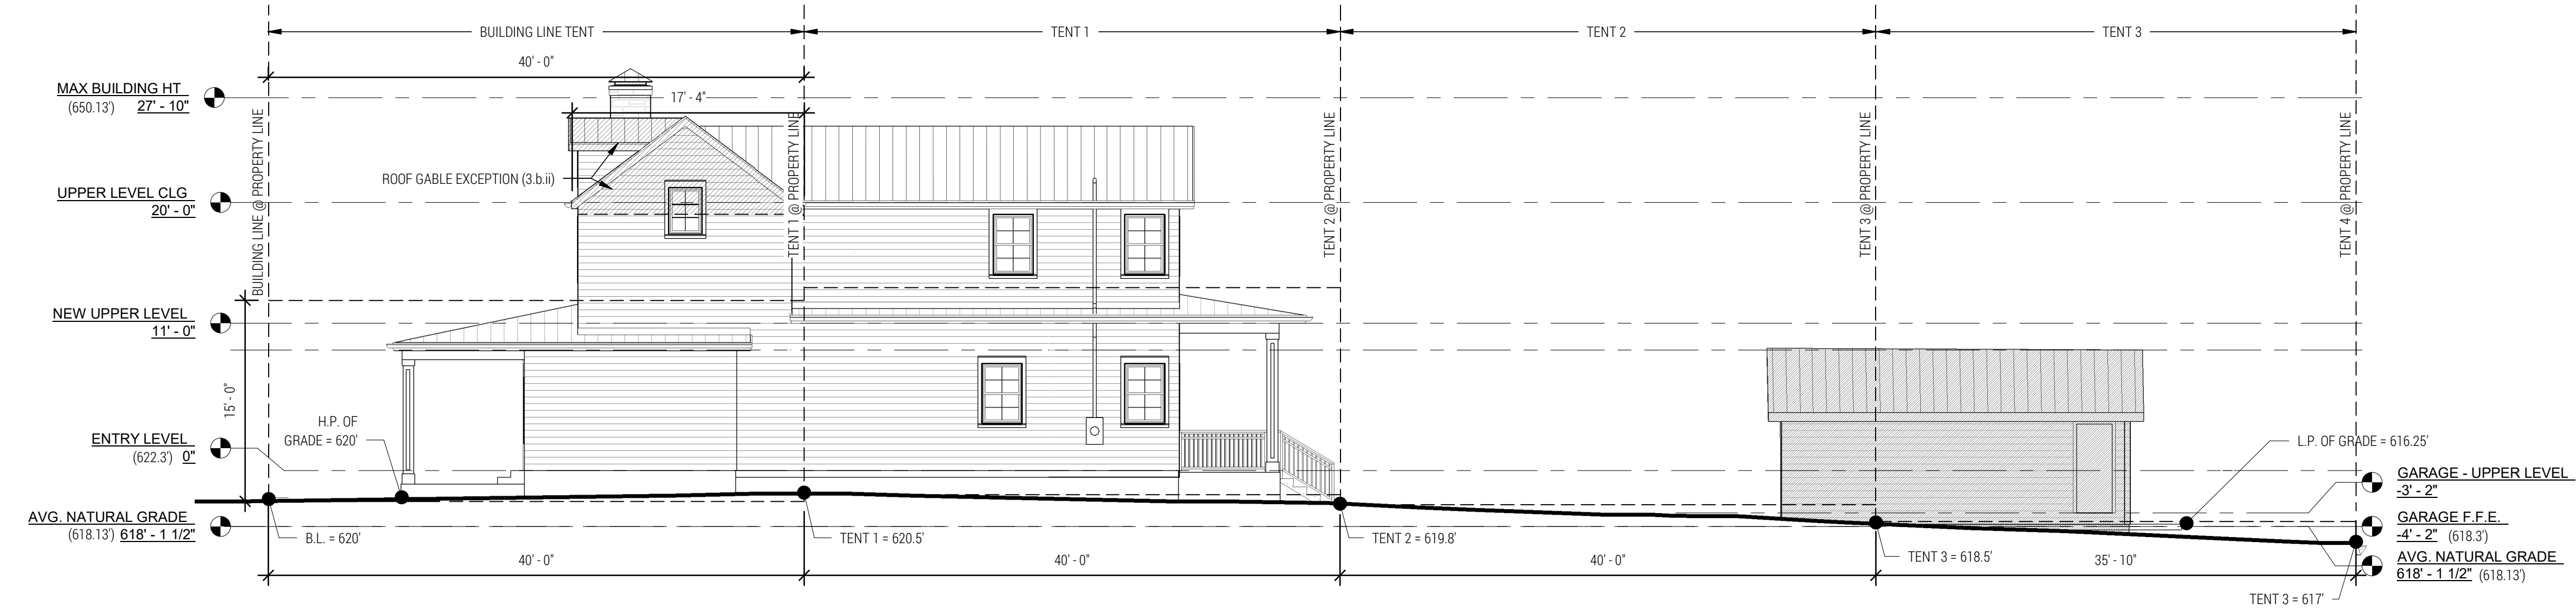 BUILDING LINE TENT
TENT 1
TENT 2
TENT 3
40' - 0"
MAX BUILDING HT
(650.13') 27' - 10"
17' - 4"
BUILDING LINE @ PROPERTY LINE
TENT 1 @ PROPERTY LINE
TENT 2 @ PROPERTY LINE
TENT 3 @ PROPERTY LINE
TENT 4 @ PROPERTY LINE
ROOF GABLE EXCEPTION (3.b.ii)
UPPER LEVEL CLG
20' - 0"
NEW UPPER LEVEL
11' - 0"
15' - 0"
H.P. OF
GRADE = 620'
ENTRY LEVEL
(622.3') 0"
L.P. OF GRADE = 616.25'
GARAGE - UPPER LEVEL
-3' - 2"
AVG. NATURAL GRADE
(618.13') 618' - 1 1/2"
GARAGE F.F.E.
-4' - 2" (618.3')
B.L. = 620'
TENT 1 = 620.5'
TENT 2 = 619.8'
TENT 3 = 618.5'
AVG. NATURAL GRADE
618' - 1 1/2" (618.13')
40' - 0"
40' - 0"
40' - 0"
35' - 10"
TENT 3 = 617'